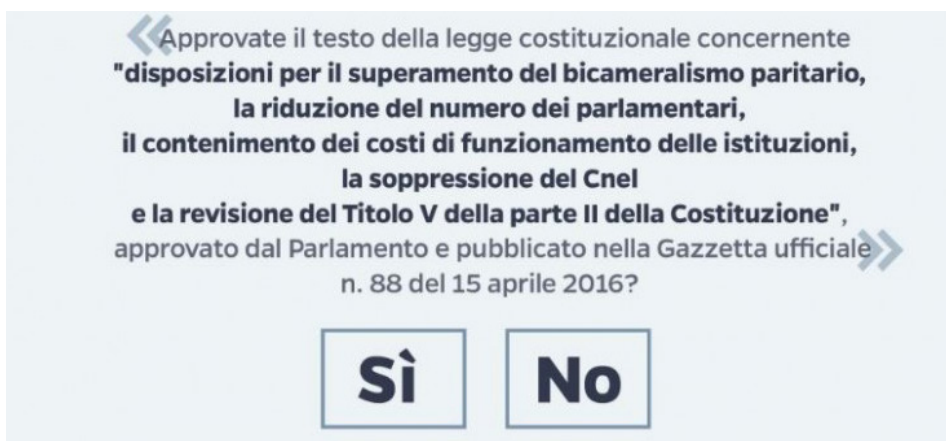 «Approvate il testo della legge costituzionale concernente
"disposizioni per il superamento del bicameralismo paritario,
la riduzione del numero dei parlamentari,
il contenimento dei costi di funzionamento delle istituzioni,
la soppressione del Cnel
e la revisione del Titolo V della parte II della Costituzione",
approvato dal Parlamento e pubblicato nella Gazzetta ufficiale»
n. 88 del 15 aprile 2016?
Sì No